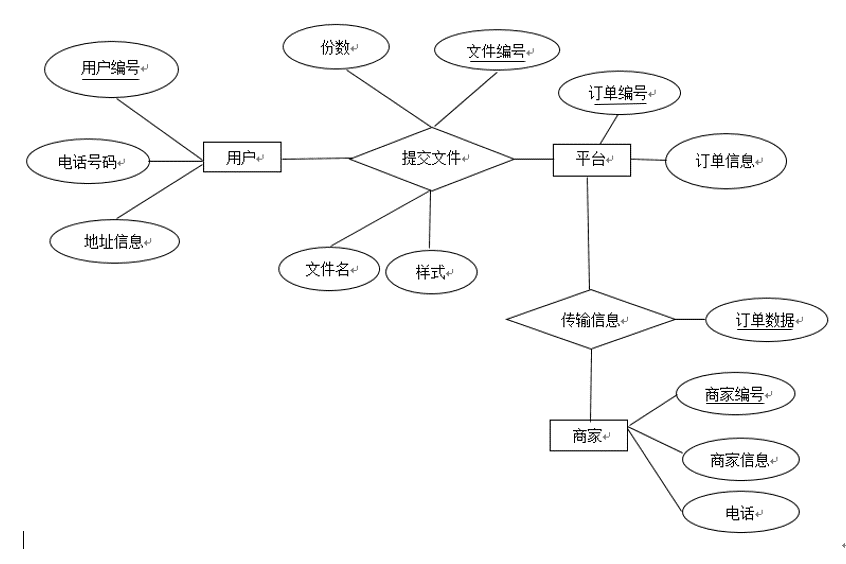 份数
文件编号
用户编号
订单编号
电话号码
用户
提交文件
平台
订单信息
地址信息
文件名
样式
传输信息
订单数据
商家编号
商家
商家信息
电话